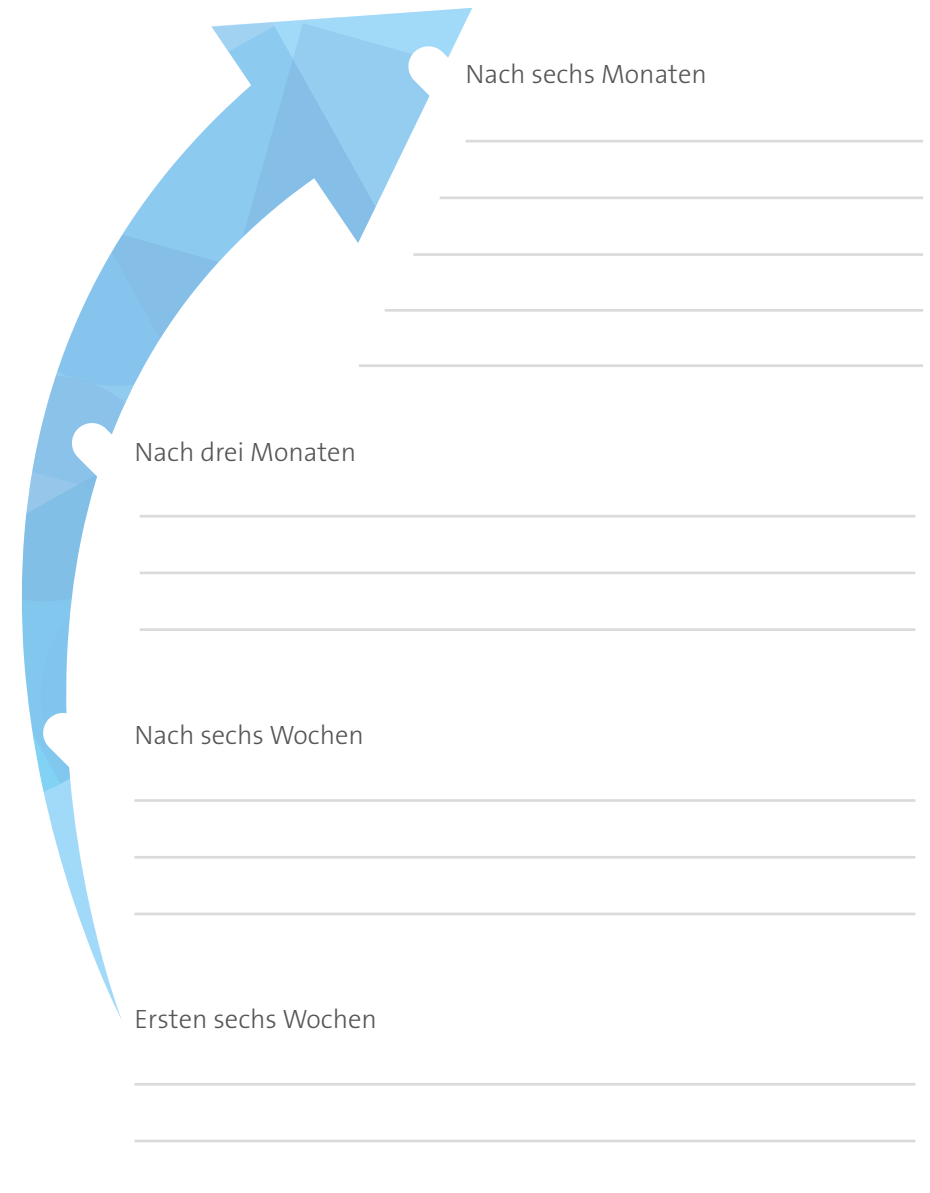 Nach sechs Monaten
Nach drei Monaten
Nach sechs Wochen
Ersten sechs Wochen